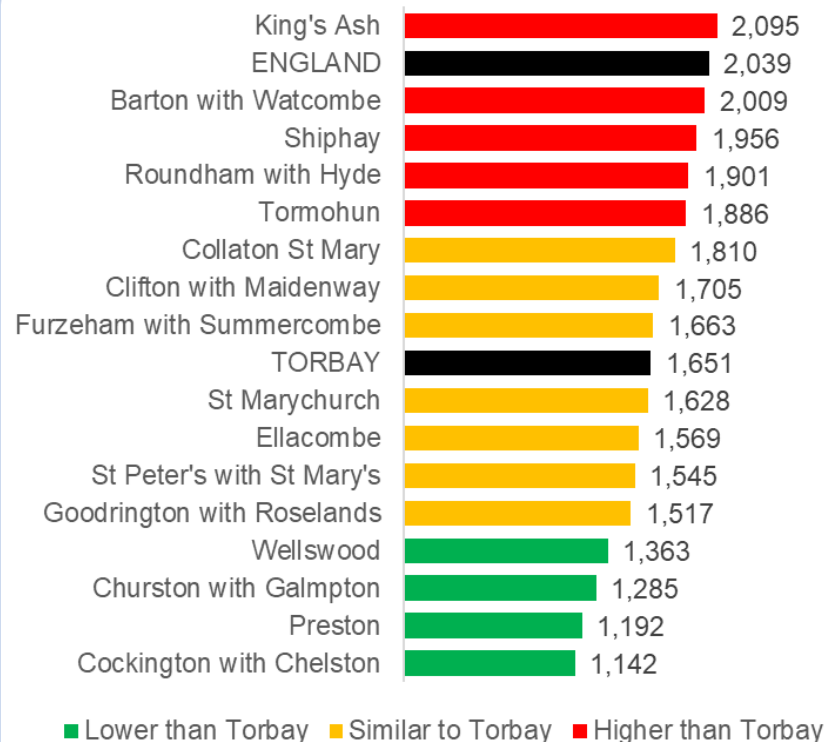 King's Ash 2,095
ENGLAND 2,039
Barton with Watcombe 2,009
Shiphay 1,956
Roundham with Hyde 1,901
Tormohun 1,886
Collaton St Mary 1,810
Clifton with Maidenway 1,705
Furzeham with Summercombe 1,663
TORBAY 1,651
St Marychurch 1,628
Ellacombe 1,569
St Peter's with St Mary's 1,545
Goodrington with Roselands 1,517
Wellswood 1,363
Churston with Galmpton 1,285
Preston 1,192
Cockington with Chelston 1,142
Lower than Torbay Similar to Torbay Higher than Torbay